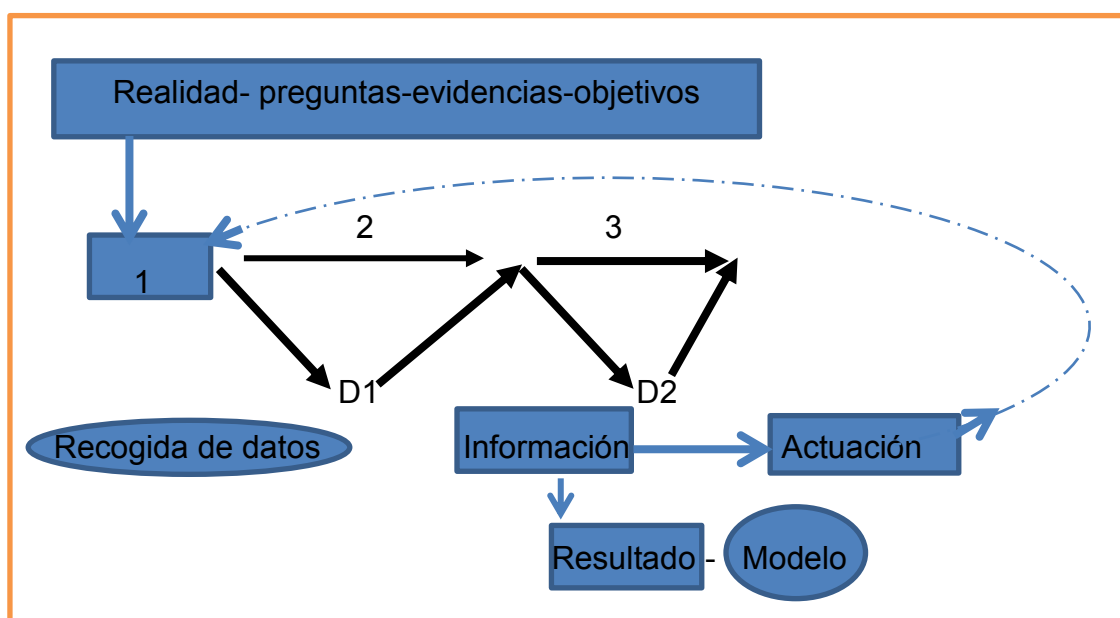 Realidad- preguntas-evidencias-objetivos
2
3
1
D1
D2
Recogida de datos
Información
Actuación
Resultado -
Modelo